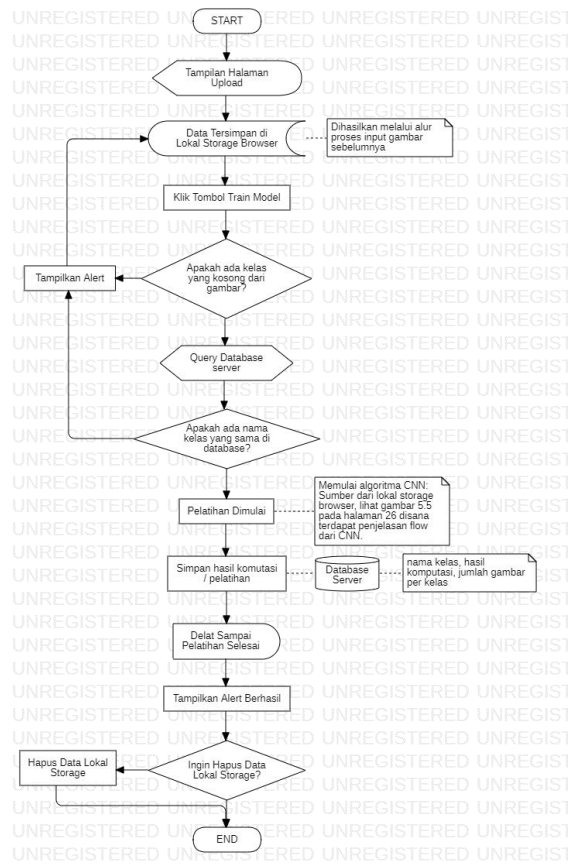 START
Tampilan Halaman
Upload
Data Tersimpan di
Lokal Storage Browser
Dihasilkan melalui alur
proses input gambar
sebelumnya
Klik Tombol Train Model
Apakah ada kelas
yang kosong dari
gambar?
Tampilkan Alert
Query Database
server
Apakah ada nama
kelas yang sama di
database?
Pelatihan Dimulai
Memulai algoritma CNN:
Sumber dari lokal storage
browser, lihat gambar 5.5
pada halaman 26 disana
terdapat penjelasan flow
dari CNN.
Simpan hasil komutasi
/ pelatihan
Database
Server
nama kelas, hasil
komputasi, jumlah gambar
per kelas
Delat Sampai
Pelatihan Selesai
Tampilkan Alert Berhasil
Ingin Hapus Data
Lokal Storage?
Hapus Data Lokal
Storage
END
UNREGISTERED